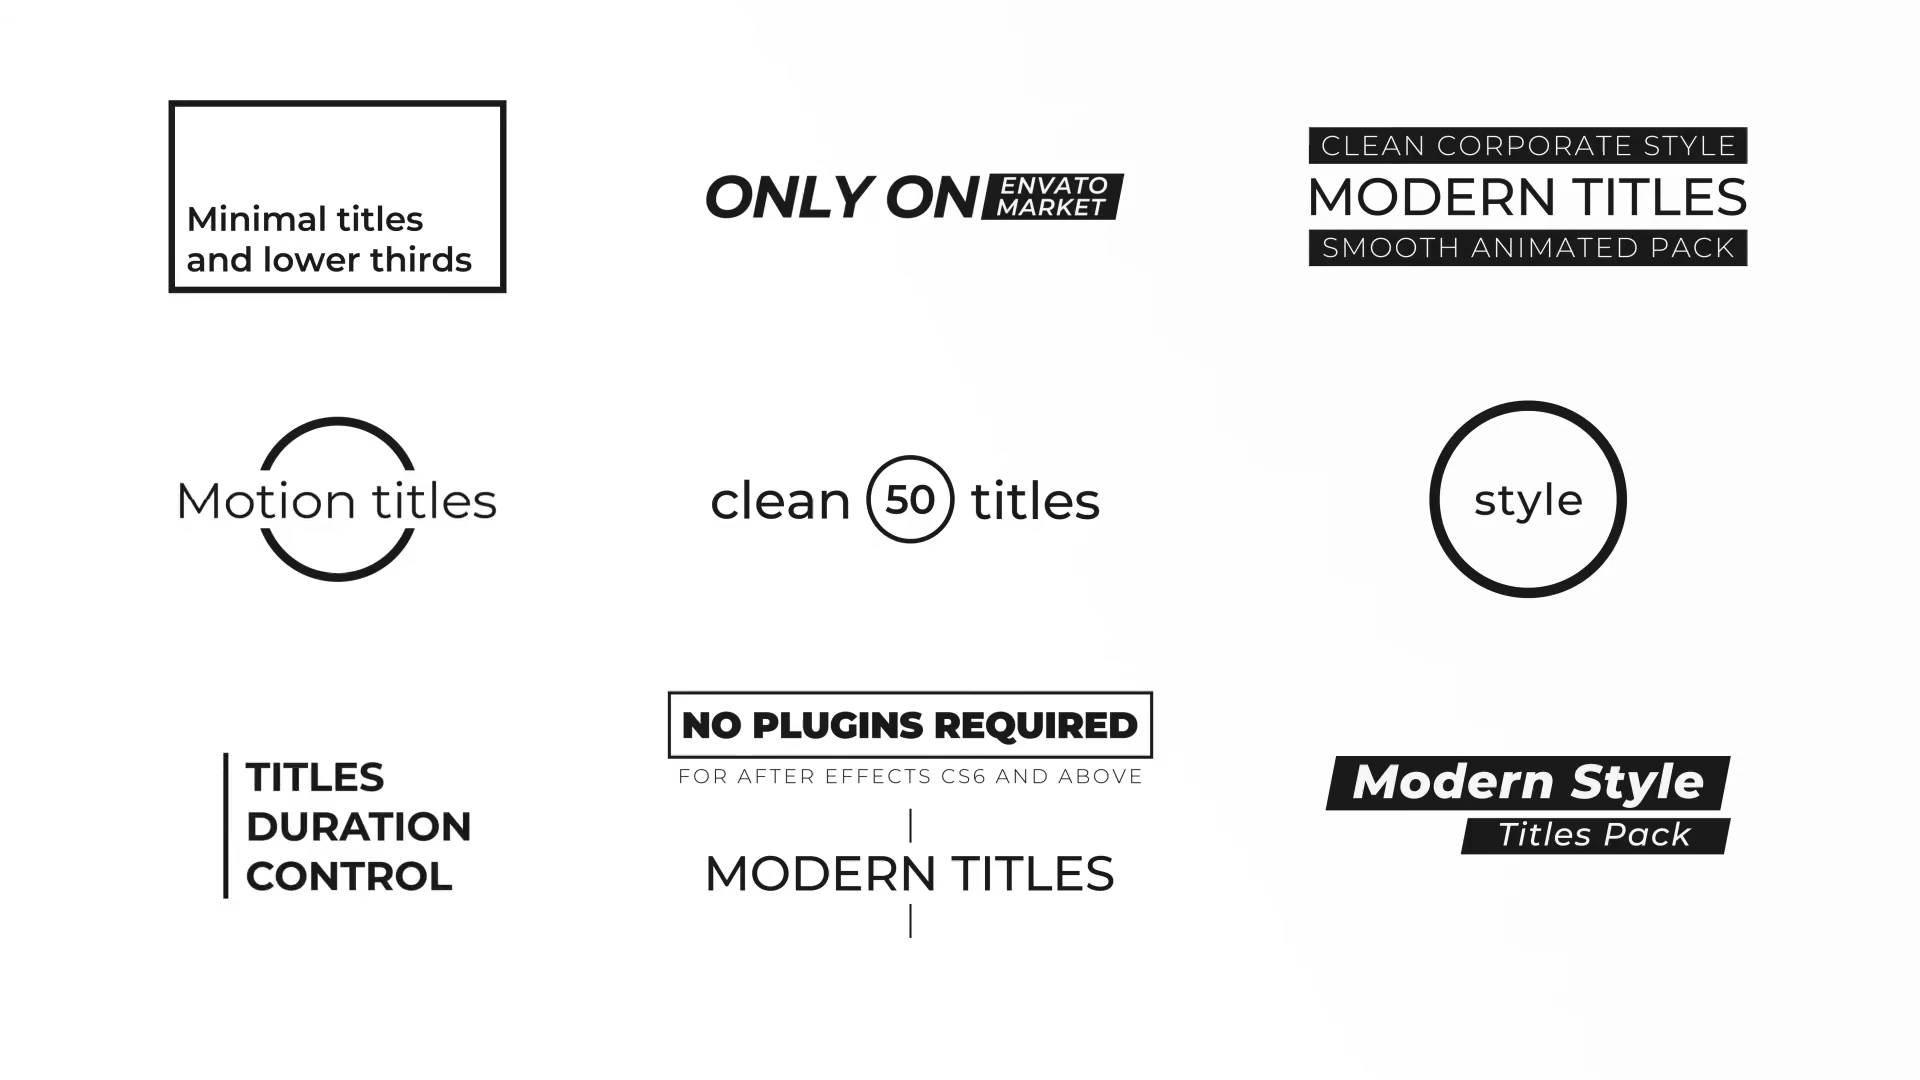 Minimal titles
and lower thirds
ONLY ON
ENVATO
MARKET
CLEAN CORPORATE STYLE
MODERN TITLES
SMOOTH ANIMATED PACK
Motion titles
clean 50 titles
style
TITLES
DURATION
CONTROL
NO PLUGINS REQUIRED
FOR AFTER EFFECTS CS6 AND ABOVE
MODERN TITLES
Modern Style
Titles Pack